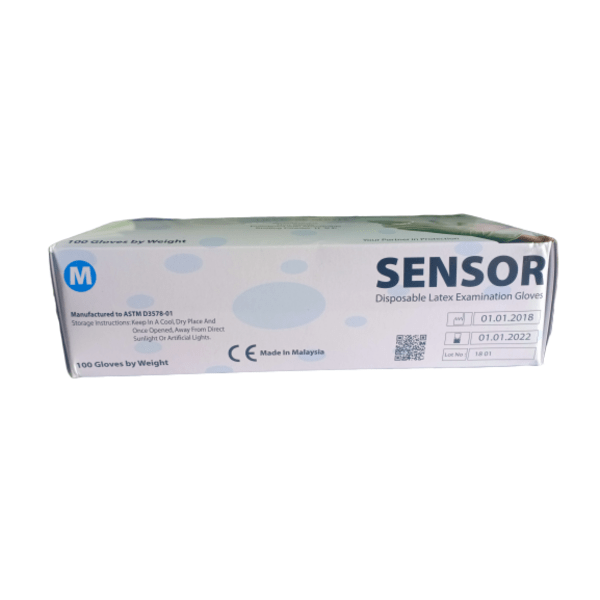 100 Gloves by Weight
Your Partner In Protection
M
SENSOR
Disposable Latex Examination Gloves
Manufactured to ASTM D3578-01
Storage Instructions: Keep In A Cool, Dry Place And
Once Opened, Away From Direct
Sunlight Or Artificial Lights.
01.01.2018
01.01.2022
CE Made In Malaysia
Lot No : 18-01
100 Gloves by Weight